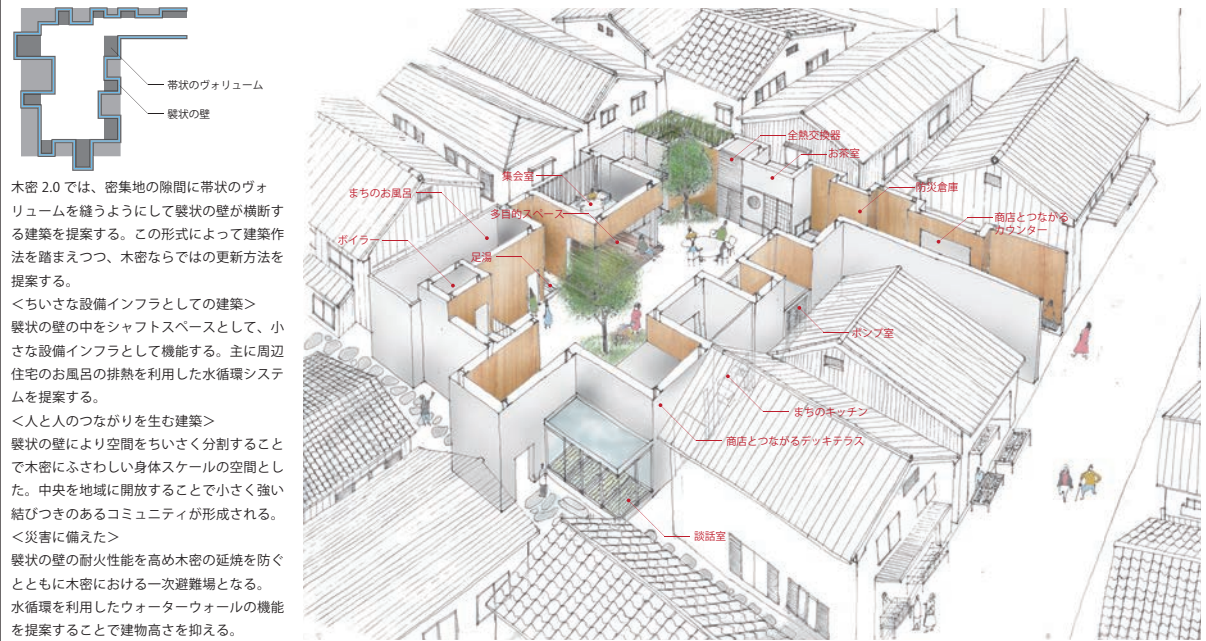 帯状のヴォリューム
襞状の壁
木密 2.0 では、密集地の隙間に帯状のヴォ
リュームを縫うようにして襞状の壁が横断す
る建築を提案する。この形式によって建築作
法を踏まえつつ、木密ならではの更新方法を
提案する。
＜ちいさな設備インフラとしての建築＞
襞状の壁の中をシャフトスペースとして、小
さな設備インフラとして機能する。主に周辺
住宅のお風呂の排熱を利用した水循環システ
ムを提案する。
＜人と人のつながりを生む建築＞
襞状の壁により空間をちいさく分割すること
で木密にふさわしい身体スケールの空間とし
た。中央を地域に開放することで小さく強い
結びつきのあるコミュニティが形成される。
＜災害に備えた＞
襞状の壁の耐火性能を高め木密の延焼を防ぐ
とともに木密における一次避難場となる。
水循環を利用したウォーターウォールの機能
を提案することで建物高さを抑える。
全熱交換器
お茶室
集会室
防災倉庫
まちのお風呂
多目的スペース
商店とつながる
カウンター
ボイラー
足湯
ポンプ室
まちのキッチン
商店とつながるデッキテラス
談話室